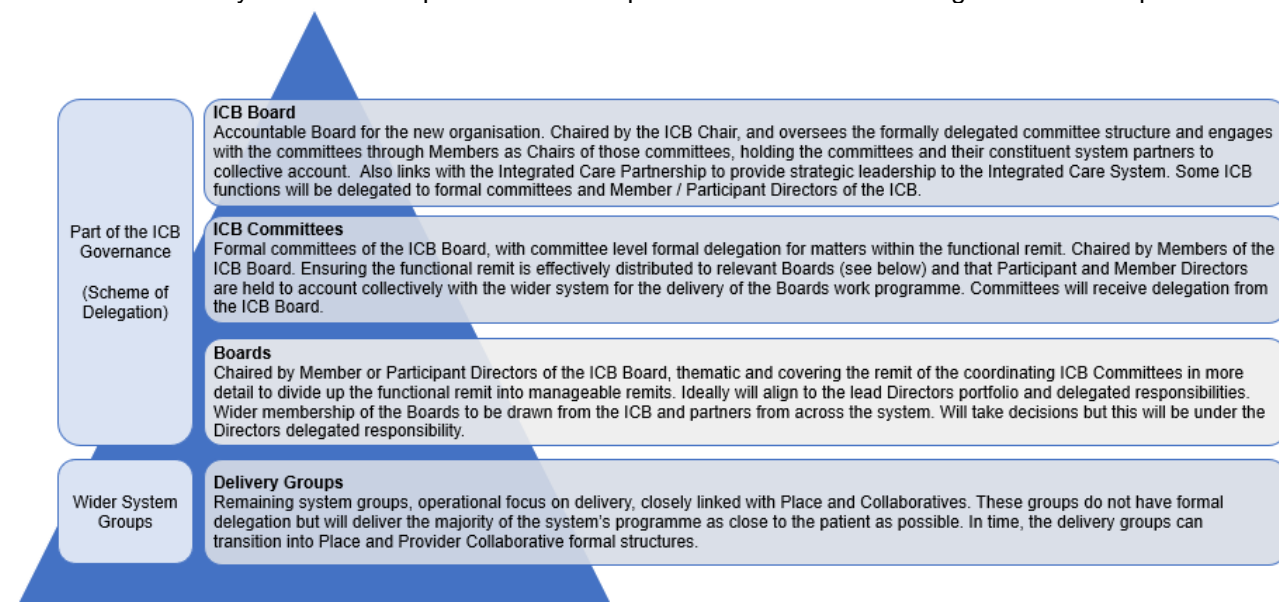 ICB Board
Accountable Board for the new organisation. Chaired by the ICB Chair, and oversees the formally delegated committee structure and engages
with the committees through Members as Chairs of those committees, holding the committees and their constituent system partners to
collective account.  Also links with the Integrated Care Partnership to provide strategic leadership to the Integrated Care System. Some ICB
functions will be delegated to formal committees and Member / Participant Directors of the ICB.
Part of the ICB
Governance
(Scheme of
Delegation)
ICB Committees
Formal committees of the ICB Board, with committee level formal delegation for matters within the functional remit. Chaired by Members of the
ICB Board. Ensuring the functional remit is effectively distributed to relevant Boards (see below) and that Participant and Member Directors
are held to account collectively with the wider system for the delivery of the Boards work programme. Committees will receive delegation from
the ICB Board.
Boards
Chaired by Member or Participant Directors of the ICB Board, thematic and covering the remit of the coordinating ICB Committees in more
detail to divide up the functional remit into manageable remits. Ideally will align to the lead Directors portfolio and delegated responsibilities.
Wider membership of the Boards to be drawn from the ICB and partners from across the system. Will take decisions but this will be under the
Directors delegated responsibility.
Wider System
Groups
Delivery Groups
Remaining system groups, operational focus on delivery, closely linked with Place and Collaboratives. These groups do not have formal
delegation but will deliver the majority of the system's programme as close to the patient as possible. In time, the delivery groups can
transition into Place and Provider Collaborative formal structures.